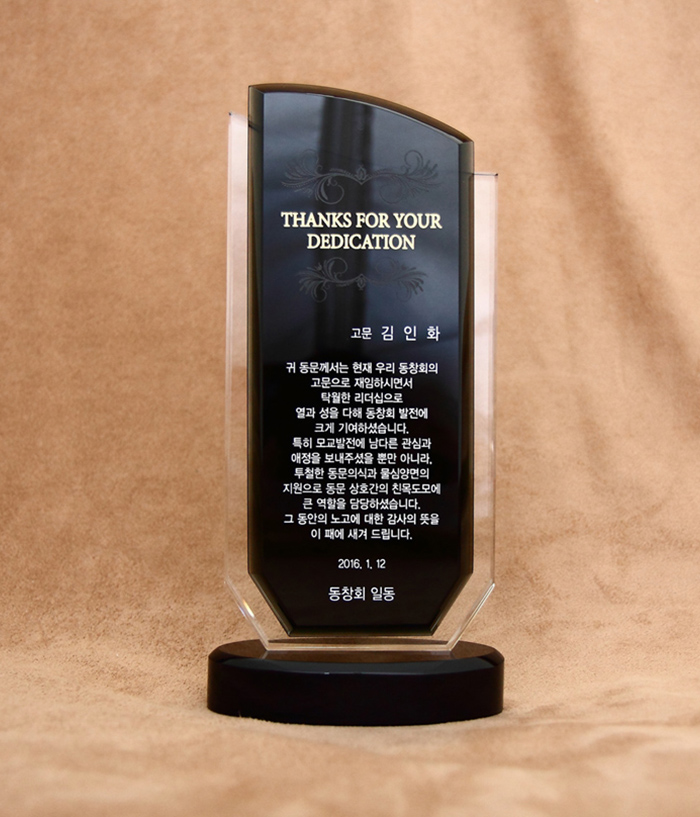 THANKS FOR YOUR
DEDICATION
고문 김 인 화
귀 동문께서는 현재 우리 동창회의
고문으로 재임하시면서
탁월한 리더십으로
열과 성을 다해 동창회 발전에
크게 기여하셨습니다.
특히 모교발전에 남다른 관심과
애정을 보내주셨을 뿐만 아니라,
투철한 동문의식과 물심양면의
지원으로 동문 상호간의 친목도모에
큰 역할을 담당하셨습니다.
그 동안의 노고에 대한 감사의 뜻을
이 패에 새겨 드립니다.
2016. 1. 12
동창회 일동